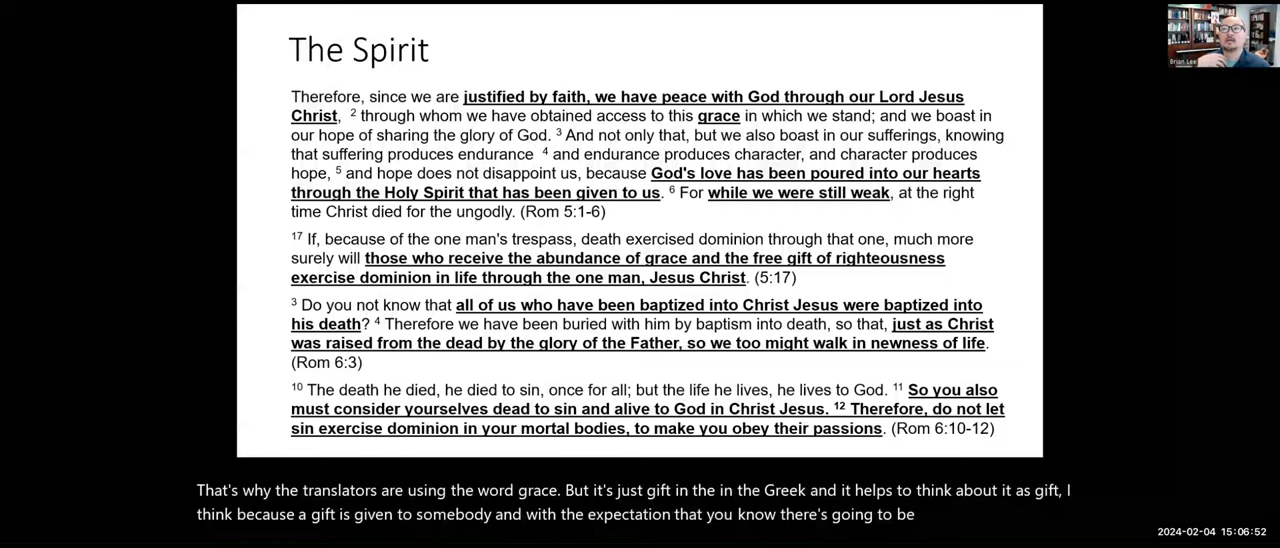 The Spirit
Therefore, since we are justified by faith, we have peace with God through our Lord Jesus
Christ, 2 through whom we have obtained access to this grace in which we stand; and we boast in
our hope of sharing the glory of God. 3 And not only that, but we also boast in our sufferings, knowing
that suffering produces endurance 4 and endurance produces character, and character produces
hope, 5 and hope does not disappoint us, because God's love has been poured into our hearts
through the Holy Spirit that has been given to us. 6 For while we were still weak, at the right
time Christ died for the ungodly. (Rom 5:1-6)
17 If, because of the one man's trespass, death exercised dominion through that one, much more
surely will those who receive the abundance of grace and the free gift of righteousness
exercise dominion in life through the one man, Jesus Christ. (5:17)
3 Do you not know that all of us who have been baptized into Christ Jesus were baptized into
his death? 4 Therefore we have been buried with him by baptism into death, so that, just as Christ
was raised from the dead by the glory of the Father, so we too might walk in newness of life.
(Rom 6:3)
10 The death he died, he died to sin, once for all; but the life he lives, he lives to God. 11 So you also
must consider yourselves dead to sin and alive to God in Christ Jesus. 12 Therefore, do not let
sin exercise dominion in your mortal bodies, to make you obey their passions. (Rom 6:10-12)
Brian Lee
That's why the translators are using the word grace. But it's just gift in the in the Greek and it helps to think about it as gift, I
think because a gift is given to somebody and with the expectation that you know there's going to be
2024-02-04 15:06:52